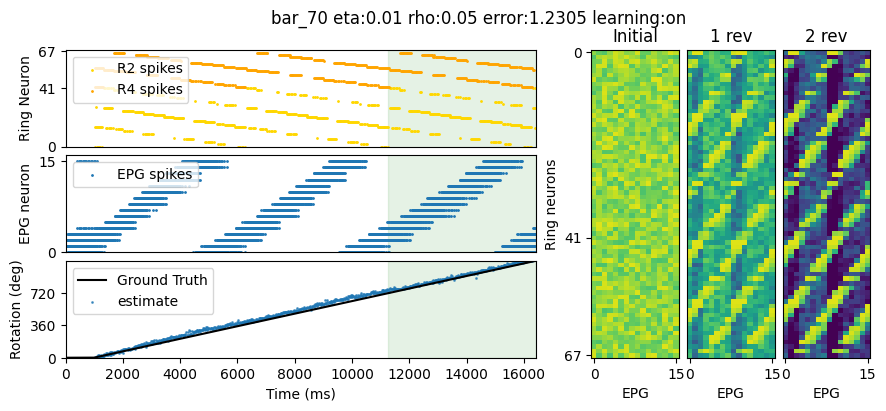 bar_70 eta:0.01 rho:0.05 error:1.2305 learning:on
Ring Neuron
67
41
0
R2 spikes
R4 spikes
EPG neuron
15
0
EPG spikes
Rotation (deg)
720
360
0
Ground Truth
estimate
0 2000 4000 6000 8000 10000 12000 14000 16000
Time (ms)
Initial 1 rev 2 rev
Ring neurons
0
41
67
0 15 0 15 0 15
EPG EPG EPG